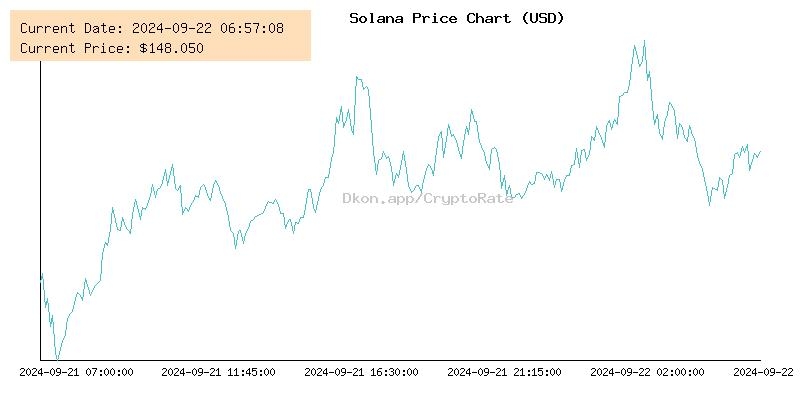 Solana Price Chart (USD)
Current Date: 2024-09-22 06:57:08
Current Price: $148.050
Dkon.app/CryptoRate
2024-09-21 07:00:00
2024-09-21 11:45:00
2024-09-21 16:30:00
2024-09-21 21:15:00
2024-09-22 02:00:00
2024-09-22